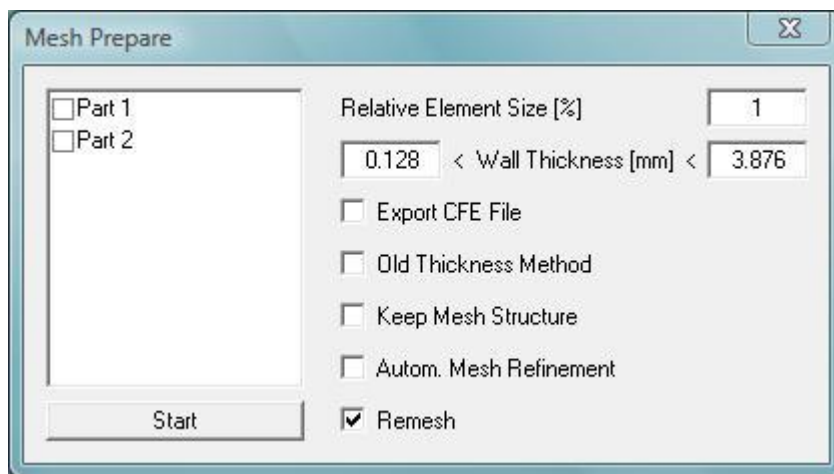 Mesh Prepare
Part 1
Part 2
Relative Element Size [%] 1
0.128 < Wall Thickness [mm] < 3.876
Export CFE File
Old Thickness Method
Keep Mesh Structure
Autom. Mesh Refinement
Start
Remesh